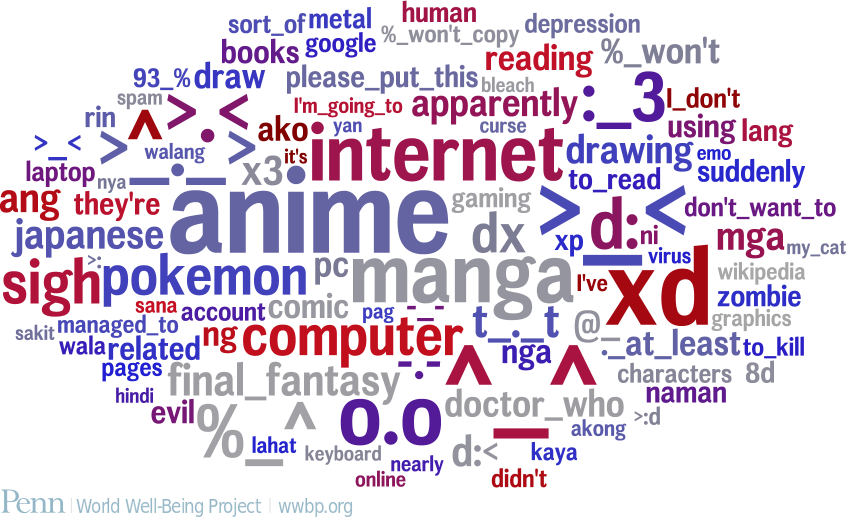 human
sort_of metal %_won't_copy depression
books google reading %_won't
93_% draw please_put_this bleach :_3
spam >.< I'm_going_to apparently I_don't
rin ^ ako yan curse using lang
>_< >_.< walang it's internet drawing emo
laptop nya x3 to_read suddenly
ang they're anime gaming >_< don't_want_to
japanese dx xp d: ni mga my_cat
>: pokemon pc manga virus wikipedia
sigh I've xd zombie
sana account comic pag -_- graphics
sakit managed_to ng computer t_._t @_ ._at_least to_kill
wala related nga
pages final_fantasy -.- ^_^ characters 8d
hindi evil %_^ o.o doctor_who naman
>:d
lahat keyboard d:< akong
nearly kaya
online didn't
Penn | World Well-Being Project | wwbp.org